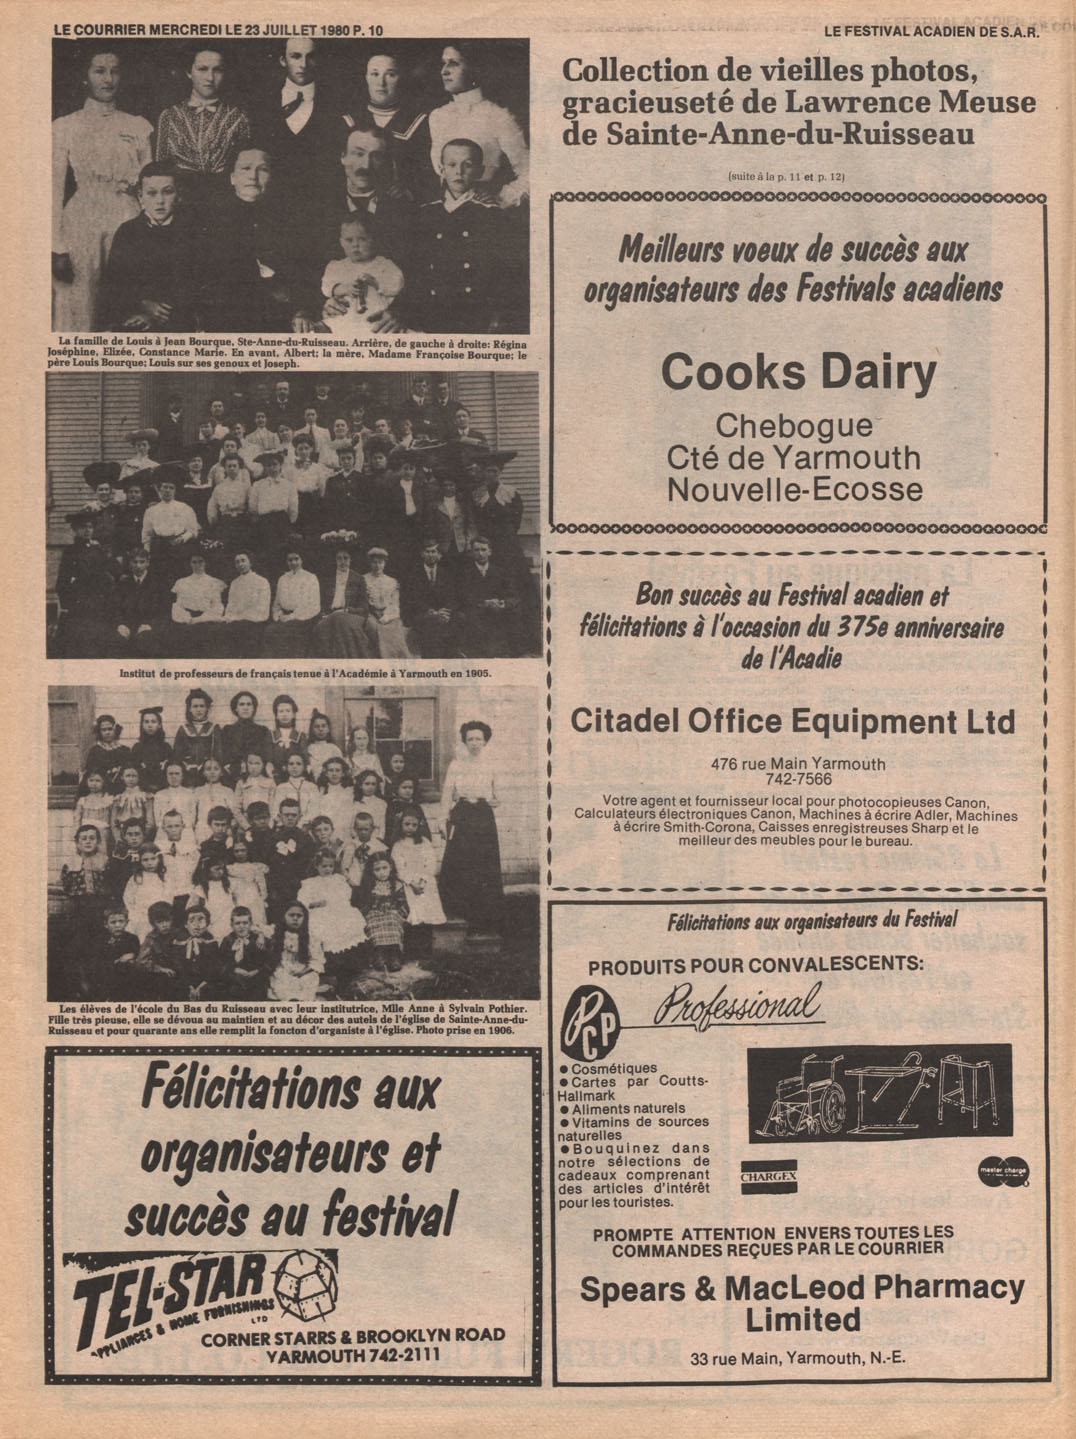 LE COURRIER MERCREDI LE 23 JUILLET 1980 P. 10
LE FESTIVAL ACADIEN DE S.A.R.
La famille de Louis à Jean Bourque, Ste-Anne-du-Ruisseau. Arrière, de gauche à droite: Régina
Joséphine, Elizée, Constance Marie. En avant, Albert; la mère, Madame Françoise Bourque; le
père Louis Bourque; Louis sur ses genoux et Joseph.
Institut de professeurs de français tenue à l'Académie à Yarmouth en 1905.
Les élèves de l'école du Bas du Ruisseau avec leur institutrice, Mlle Anne à Sylvain Pothier.
Fille très pieuse, elle se dévoua au maintien et au décor des autels de l'église de Sainte-Anne-du-
Ruisseau et pour quarante ans elle remplit la foncton d'organiste à l'église. Photo prise en 1906.
Félicitations aux
organisateurs et
succès au festival
TEL-STAR
APPLIANCES & HOME FURNISHINGS
LTD
CORNER STARRS & BROOKLYN ROAD
YARMOUTH 742-2111
Collection de vieilles photos,
gracieuseté de Lawrence Meuse
de Sainte-Anne-du-Ruisseau
(suite à la p. 11 et p. 12)
Meilleurs voeux de succès aux
organisateurs des Festivals acadiens
Cooks Dairy
Chebogue
Cté de Yarmouth
Nouvelle-Ecosse
Bon succès au Festival acadien et
félicitations à l'occasion du 375e anniversaire
de l'Acadie
Citadel Office Equipment Ltd
476 rue Main Yarmouth
742-7566
Votre agent et fournisseur local pour photocopieuses Canon,
Calculateurs électroniques Canon, Machines à écrire Adler, Machines
à écrire Smith-Corona, Caisses enregistreuses Sharp et le
meilleur des meubles pour le bureau.
Félicitations aux organisateurs du Festival
PRODUITS POUR CONVALESCENTS:
PCP
Professional
● Cosmétiques
● Cartes par Coutts-
Hallmark
● Aliments naturels
● Vitamins de sources
naturelles
● Bouquinez dans
notre sélections de
cadeaux comprenant
des articles d'intérêt
pour les touristes.
CHARGEX
master charge
PROMPTE ATTENTION ENVERS TOUTES LES
COMMANDES REÇUES PAR LE COURRIER
Spears & MacLeod Pharmacy
Limited
33 rue Main, Yarmouth, N.-E.